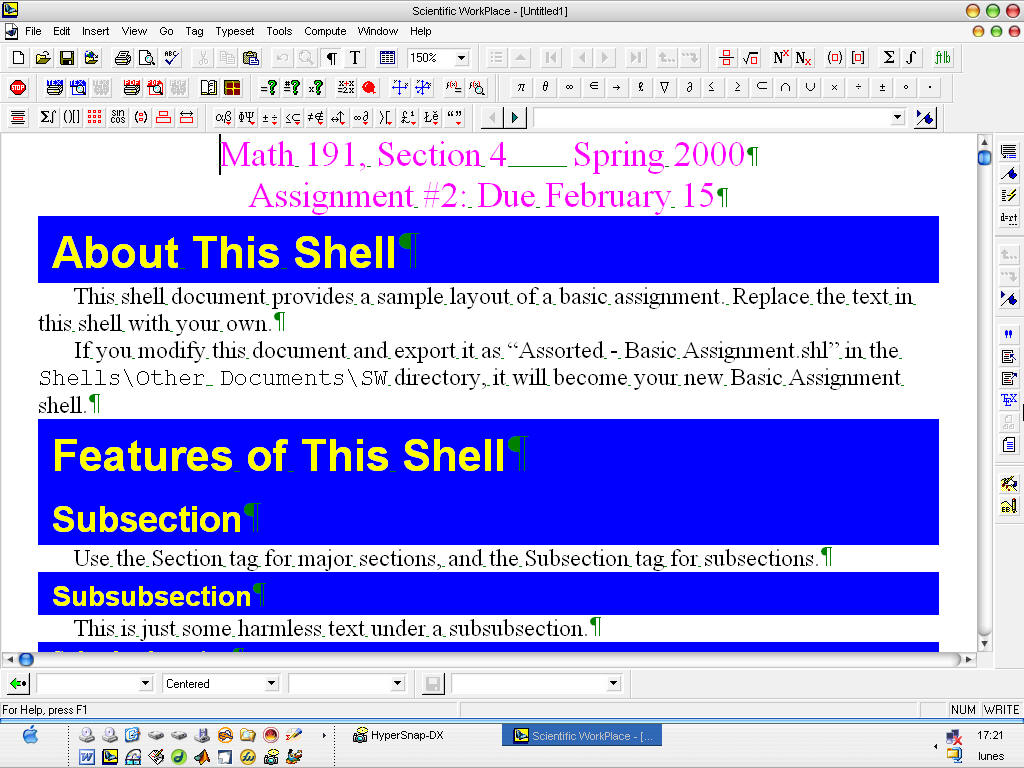 Scientific WorkPlace - [Untitled1]
File Edit Insert View Go Tag Typeset Tools Compute Window Help
150%
STOP
sin cos
Math 191, Section 4 Spring 2000¶
Assignment #2: Due February 15¶
About This Shell¶
This shell document provides a sample layout of a basic assignment. Replace the text in
this shell with your own.¶
If you modify this document and export it as “Assorted - Basic Assignment.shl” in the
Shells\Other Documents\SW directory, it will become your new Basic Assignment
shell.¶
Features of This Shell¶
Subsection¶
Use the Section tag for major sections, and the Subsection tag for subsections.¶
Subsubsection¶
This is just some harmless text under a subsubsection.¶
Centered
For Help, press F1
NUM WRITE
HyperSnap-DX
Scientific WorkPlace - [...
17:21
lunes